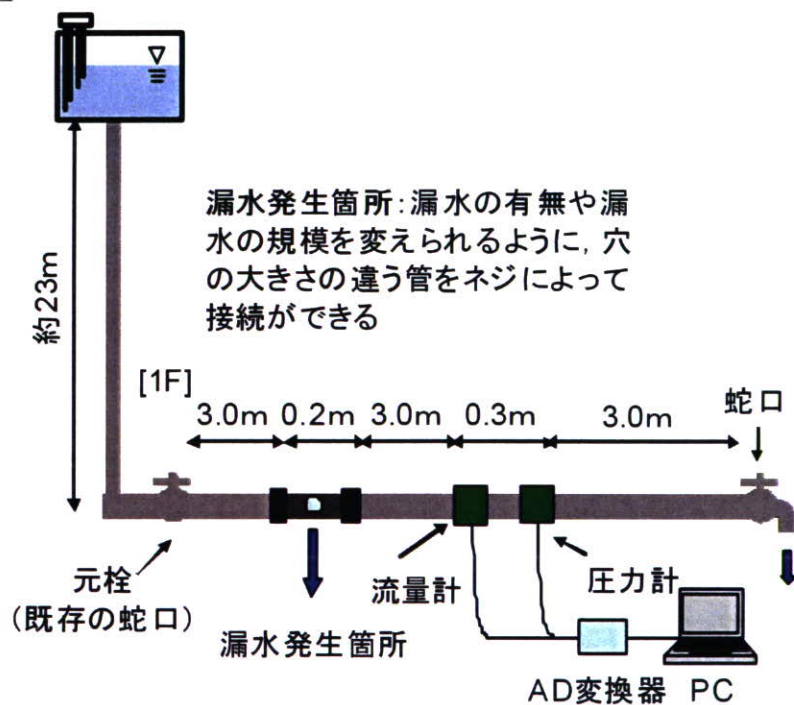 約23m
漏水発生箇所:漏水の有無や漏
水の規模を変えられるように, 穴
の大きさの違う管をネジによって
接続ができる
[1F]
3.0m 0.2m 3.0m 0.3m 3.0m
蛇口
元栓
(既存の蛇口)
漏水発生箇所
流量計
圧力計
AD変換器 PC